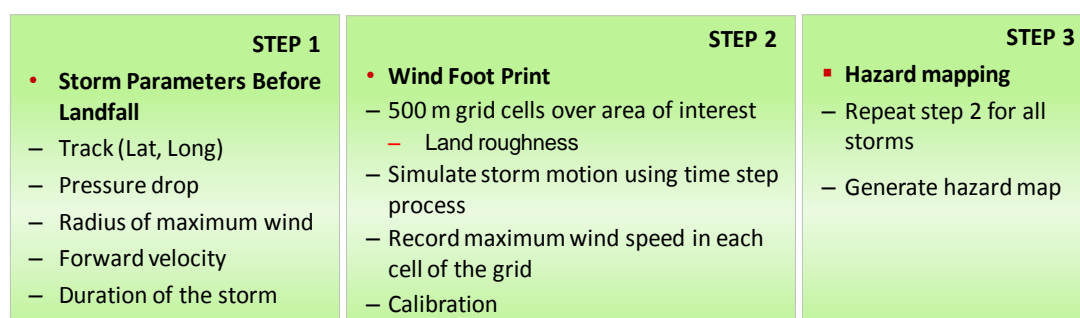 STEP 1
• Storm Parameters Before
Landfall
– Track (Lat, Long)
– Pressure drop
– Radius of maximum wind
– Forward velocity
– Duration of the storm
STEP 2
• Wind Foot Print
– 500 m grid cells over area of interest
– Land roughness
– Simulate storm motion using time step
process
– Record maximum wind speed in each
cell of the grid
– Calibration
STEP 3
▪ Hazard mapping
– Repeat step 2 for all
storms
– Generate hazard map